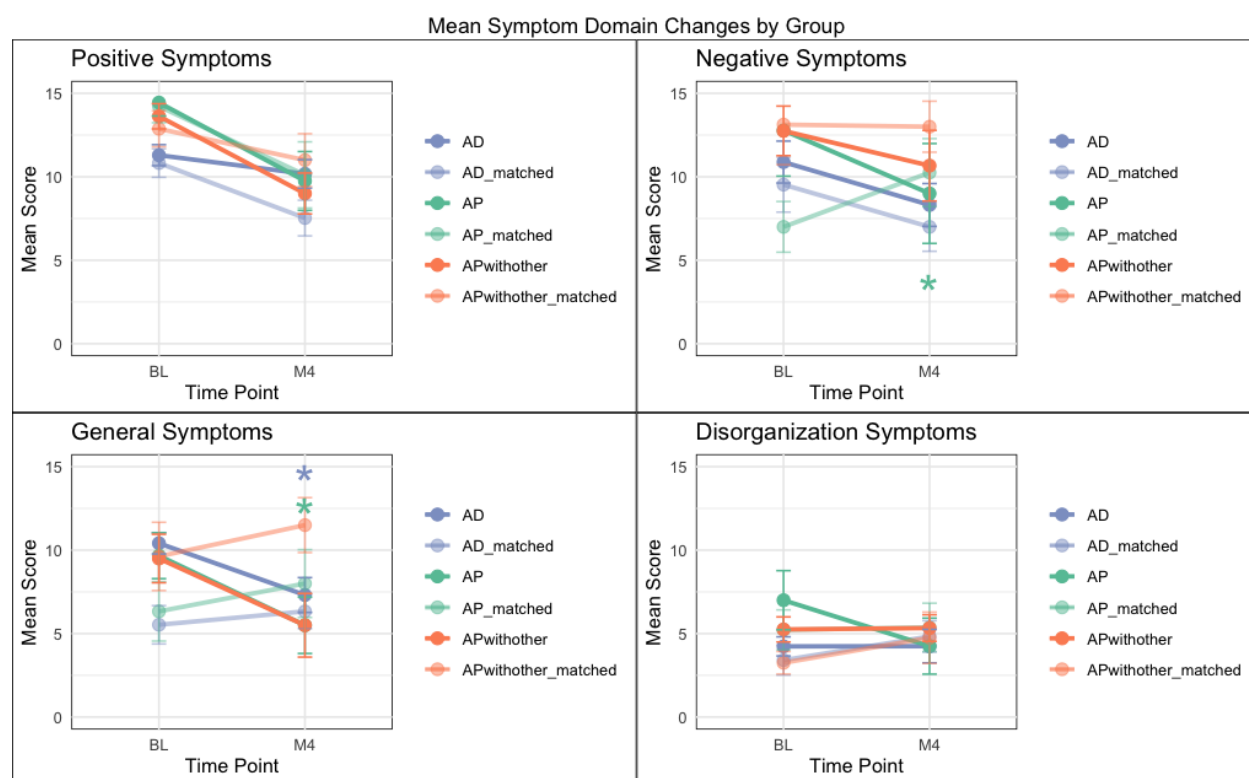 Mean Symptom Domain Changes by Group
Positive Symptoms
15
10
5
0
Mean Score
BL M4
Time Point
AD
AD_matched
AP
AP_matched
APwithother
APwithother_matched
Negative Symptoms
15
10
5
0
Mean Score
*
BL M4
Time Point
AD
AD_matched
AP
AP_matched
APwithother
APwithother_matched
General Symptoms
15
10
5
0
Mean Score
*
*
BL M4
Time Point
AD
AD_matched
AP
AP_matched
APwithother
APwithother_matched
Disorganization Symptoms
15
10
5
0
Mean Score
BL M4
Time Point
AD
AD_matched
AP
AP_matched
APwithother
APwithother_matched